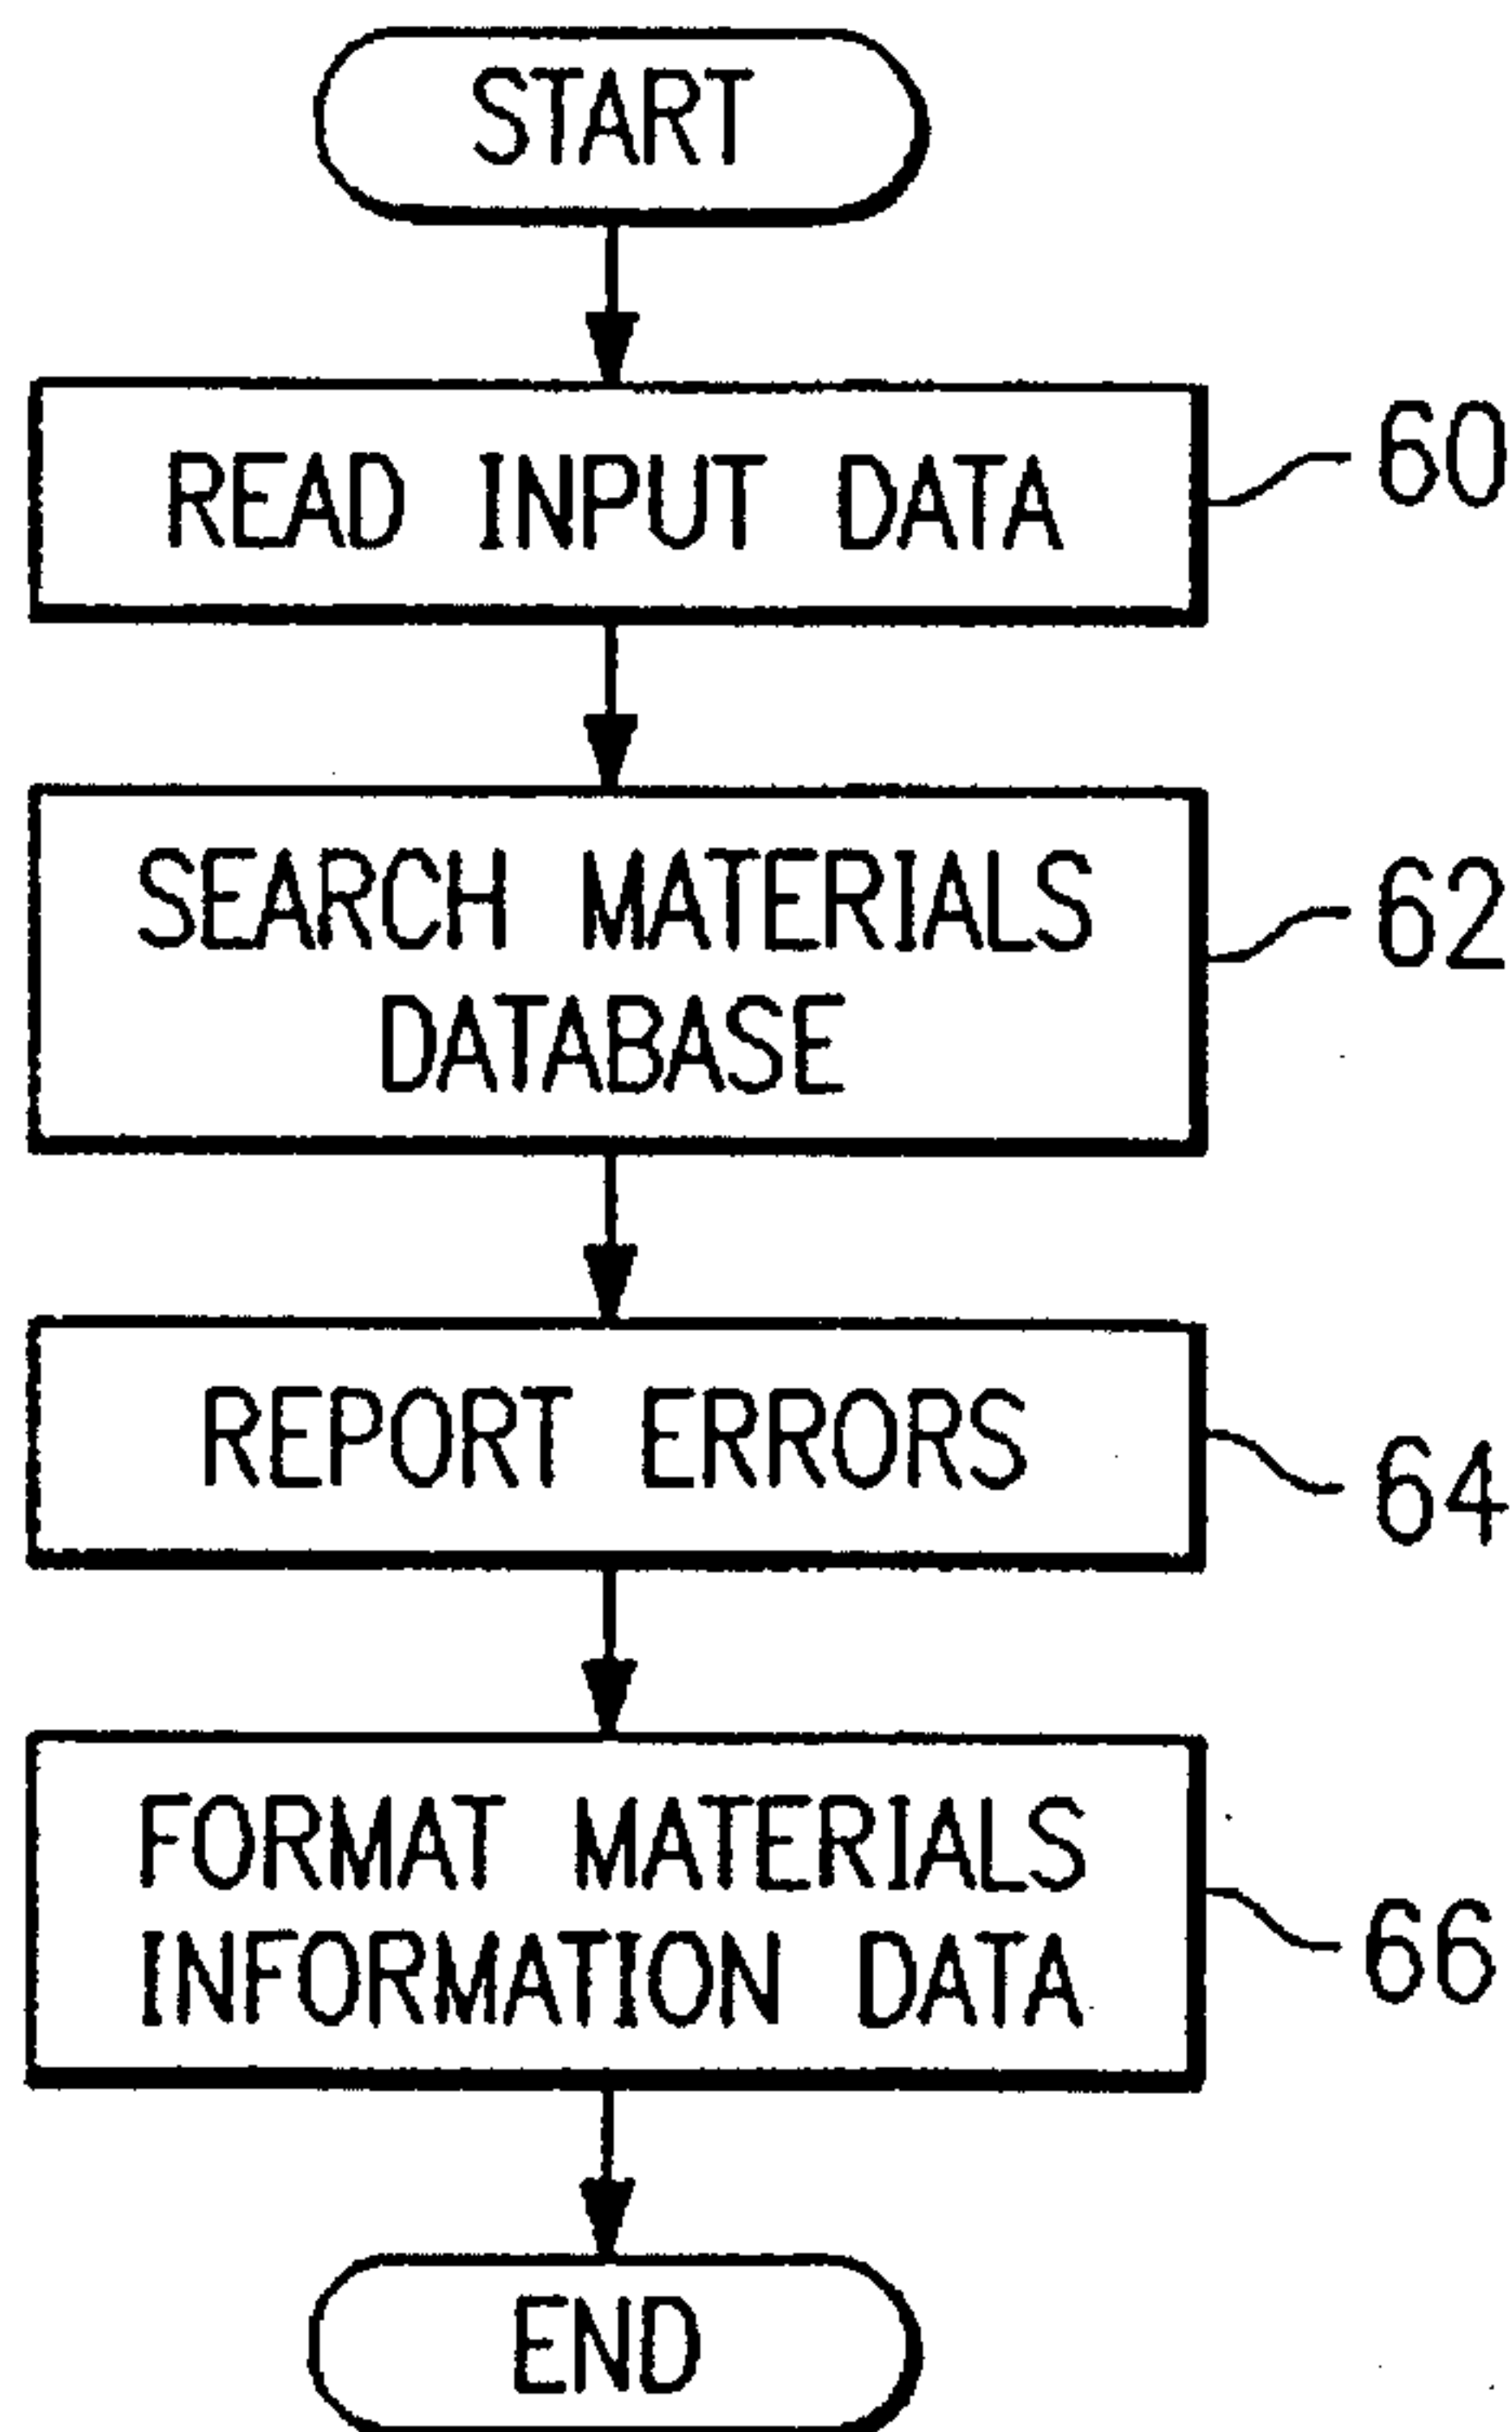 START
READ INPUT DATA
60
SEARCH MATERIALS
DATABASE
62
REPORT ERRORS
64
FORMAT MATERIALS
INFORMATION DATA
66
END